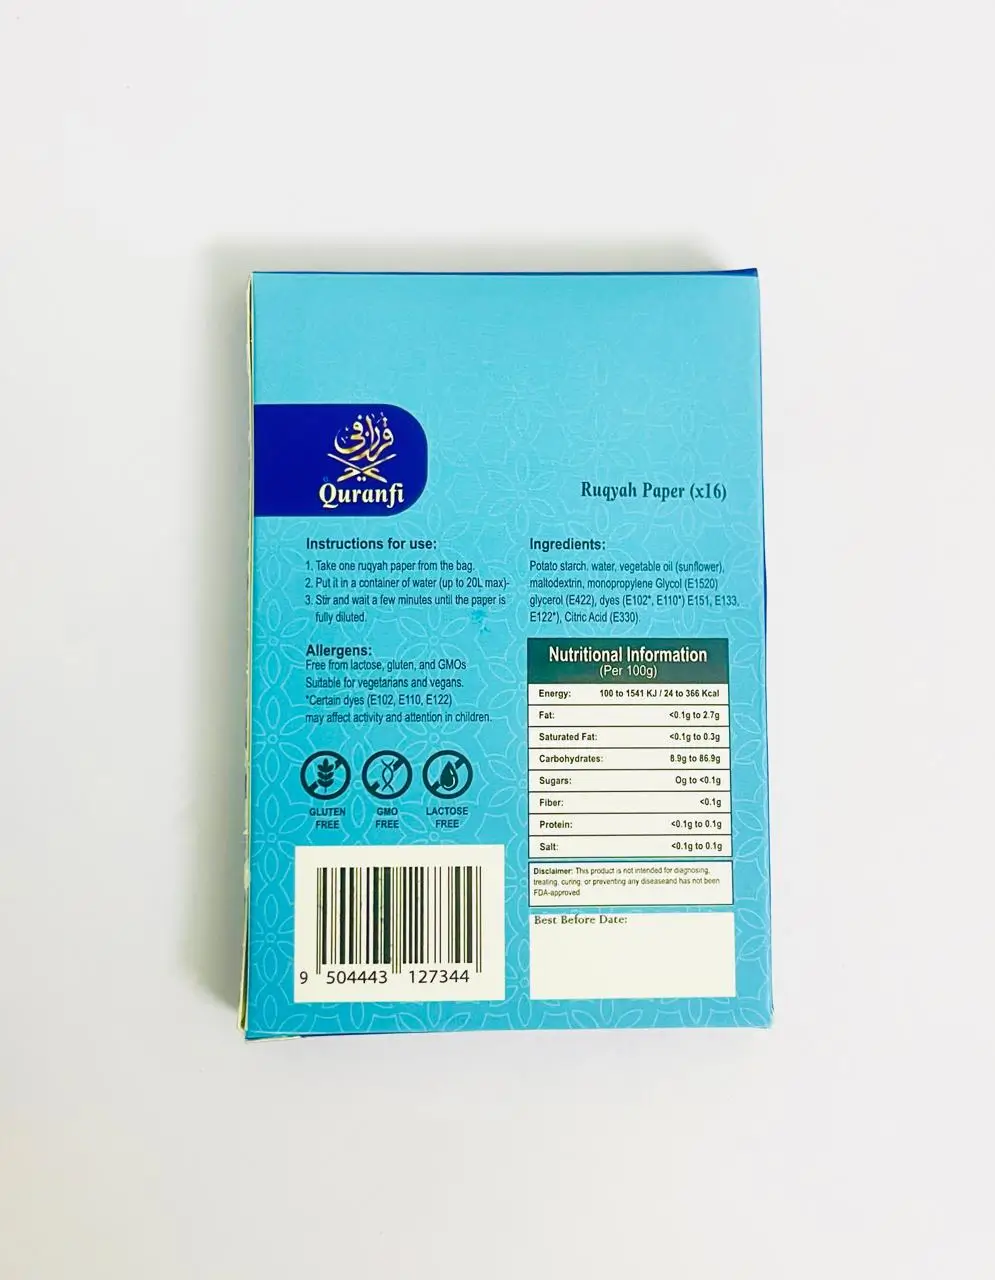 قرآن في
Quranfi
Ruqyah Paper (x16)
Instructions for use:
1. Take one ruqyah paper from the bag.
2. Put it in a container of water (up to 20L max)-
3. Stir and wait a few minutes until the paper is
fully diluted.
Allergens:
Free from lactose, gluten, and GMOs
Suitable for vegetarians and vegans.
*Certain dyes (E102, E110, E122)
may affect activity and attention in children.
GLUTEN
FREE
GMO
FREE
LACTOSE
FREE
9 504443 127344
Ingredients:
Potato starch, water, vegetable oil (sunflower),
maltodextrin, monopropylene Glycol (E1520)
glycerol (E422), dyes (E102*, E110*) E151, E133,
E122*), Citric Acid (E330).
Nutritional Information
(Per 100g)
Energy: 100 to 1541 KJ / 24 to 366 Kcal
Fat: <0.1g to 2.7g
Saturated Fat: <0.1g to 0.3g
Carbohydrates: 8.9g to 86.9g
Sugars: 0g to <0.1g
Fiber: <0.1g
Protein: <0.1g to 0.1g
Salt: <0.1g to 0.1g
Disclaimer: This product is not intended for diagnosing,
treating, curing, or preventing any diseaseand has not been
FDA-approved
Best Before Date: